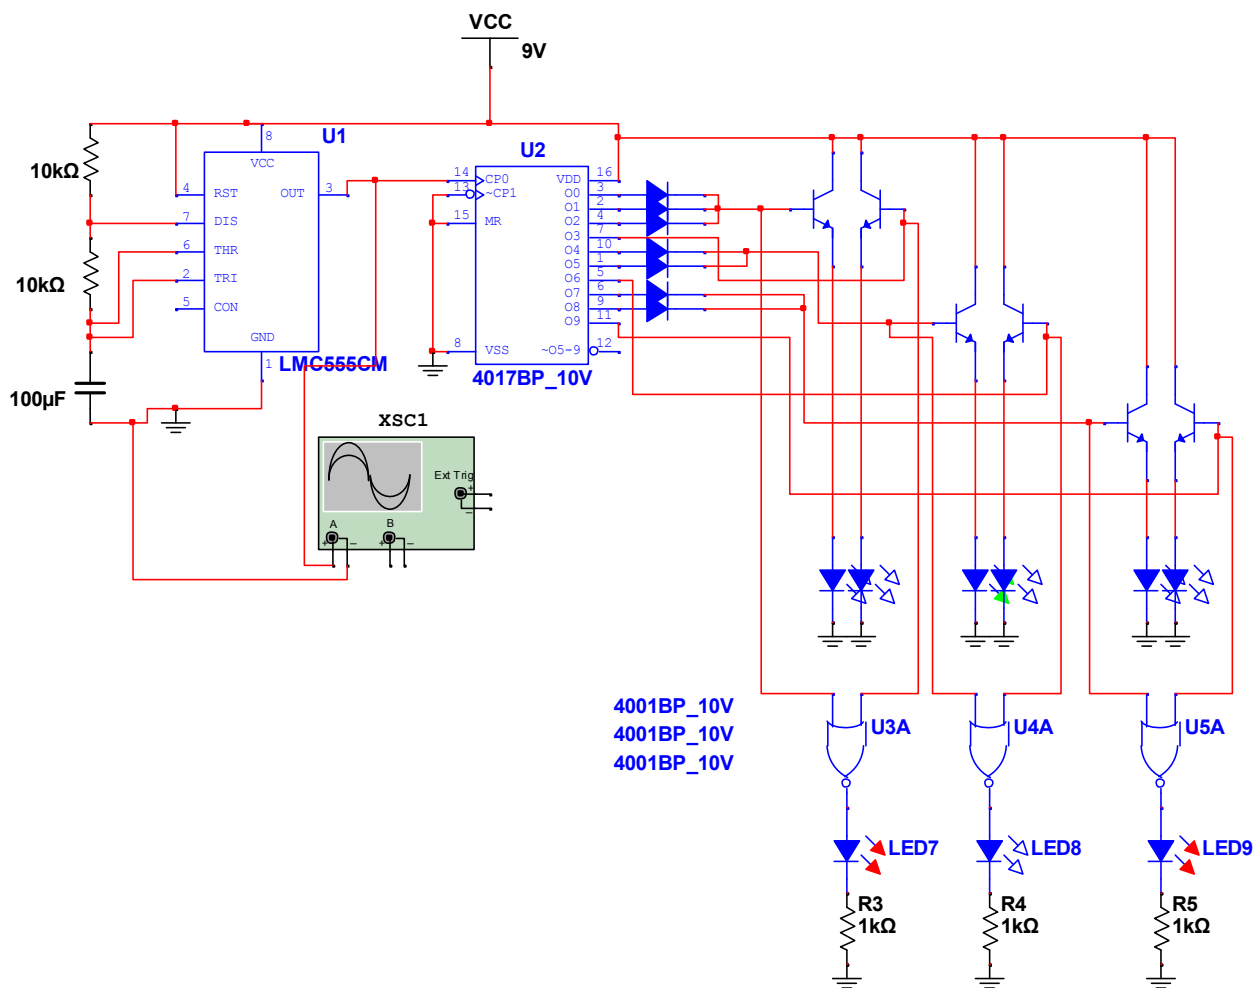 VCC
9V
10kΩ
10kΩ
100µF
U1
8
VCC
4
RST
OUT
3
7
DIS
6
THR
2
TRI
5
CON
GND
1
LMC555CM
U2
14
CP0
VDD
16
13
~CP1
O0
3
O1
2
15
MR
O2
4
O3
7
O4
10
O5
1
O6
5
O7
6
O8
9
O9
11
8
VSS
~O5-9
12
4017BP_10V
XSC1
Ext Trig
+
_
A
B
+
_
+
_
4001BP_10V
4001BP_10V
4001BP_10V
U3A
U4A
U5A
LED7
LED8
LED9
R3
1kΩ
R4
1kΩ
R5
1kΩ